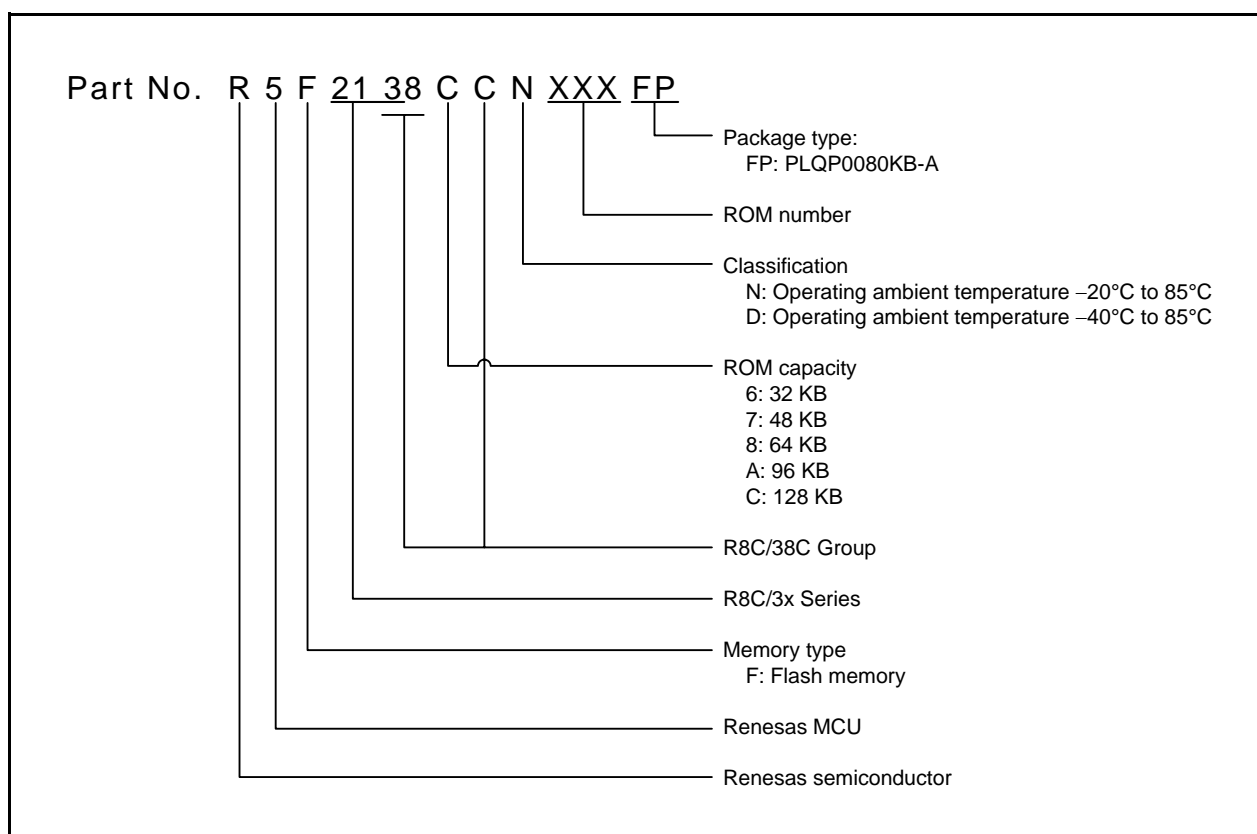 Part No. R 5 F 21 38 C C N XXX FP
Package type:
FP: PLQP0080KB-A
ROM number
Classification
N: Operating ambient temperature −20°C to 85°C
D: Operating ambient temperature −40°C to 85°C
ROM capacity
6: 32 KB
7: 48 KB
8: 64 KB
A: 96 KB
C: 128 KB
R8C/38C Group
R8C/3x Series
Memory type
F: Flash memory
Renesas MCU
Renesas semiconductor